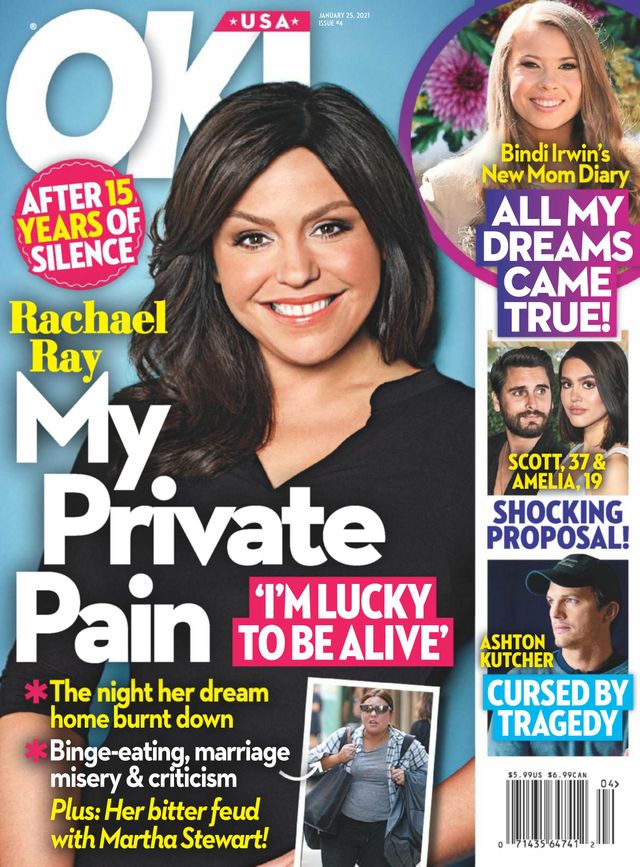 OK!
®
★USA★
JANUARY 25, 2021
ISSUE #4
AFTER 15
YEARS OF
SILENCE
Rachael
Ray
My
Private
Pain
'I'M LUCKY
TO BE ALIVE'
*The night her dream
home burnt down
*Binge-eating, marriage
misery & criticism
Plus: Her bitter feud
with Martha Stewart!
Bindi Irwin's
New Mom Diary
ALL MY
DREAMS
CAME
TRUE!
SCOTT, 37 &
AMELIA, 19
SHOCKING
PROPOSAL!
ASHTON
KUTCHER
CURSED BY
TRAGEDY
$5.99US $6.99CAN
04>
0 71435 64741 2